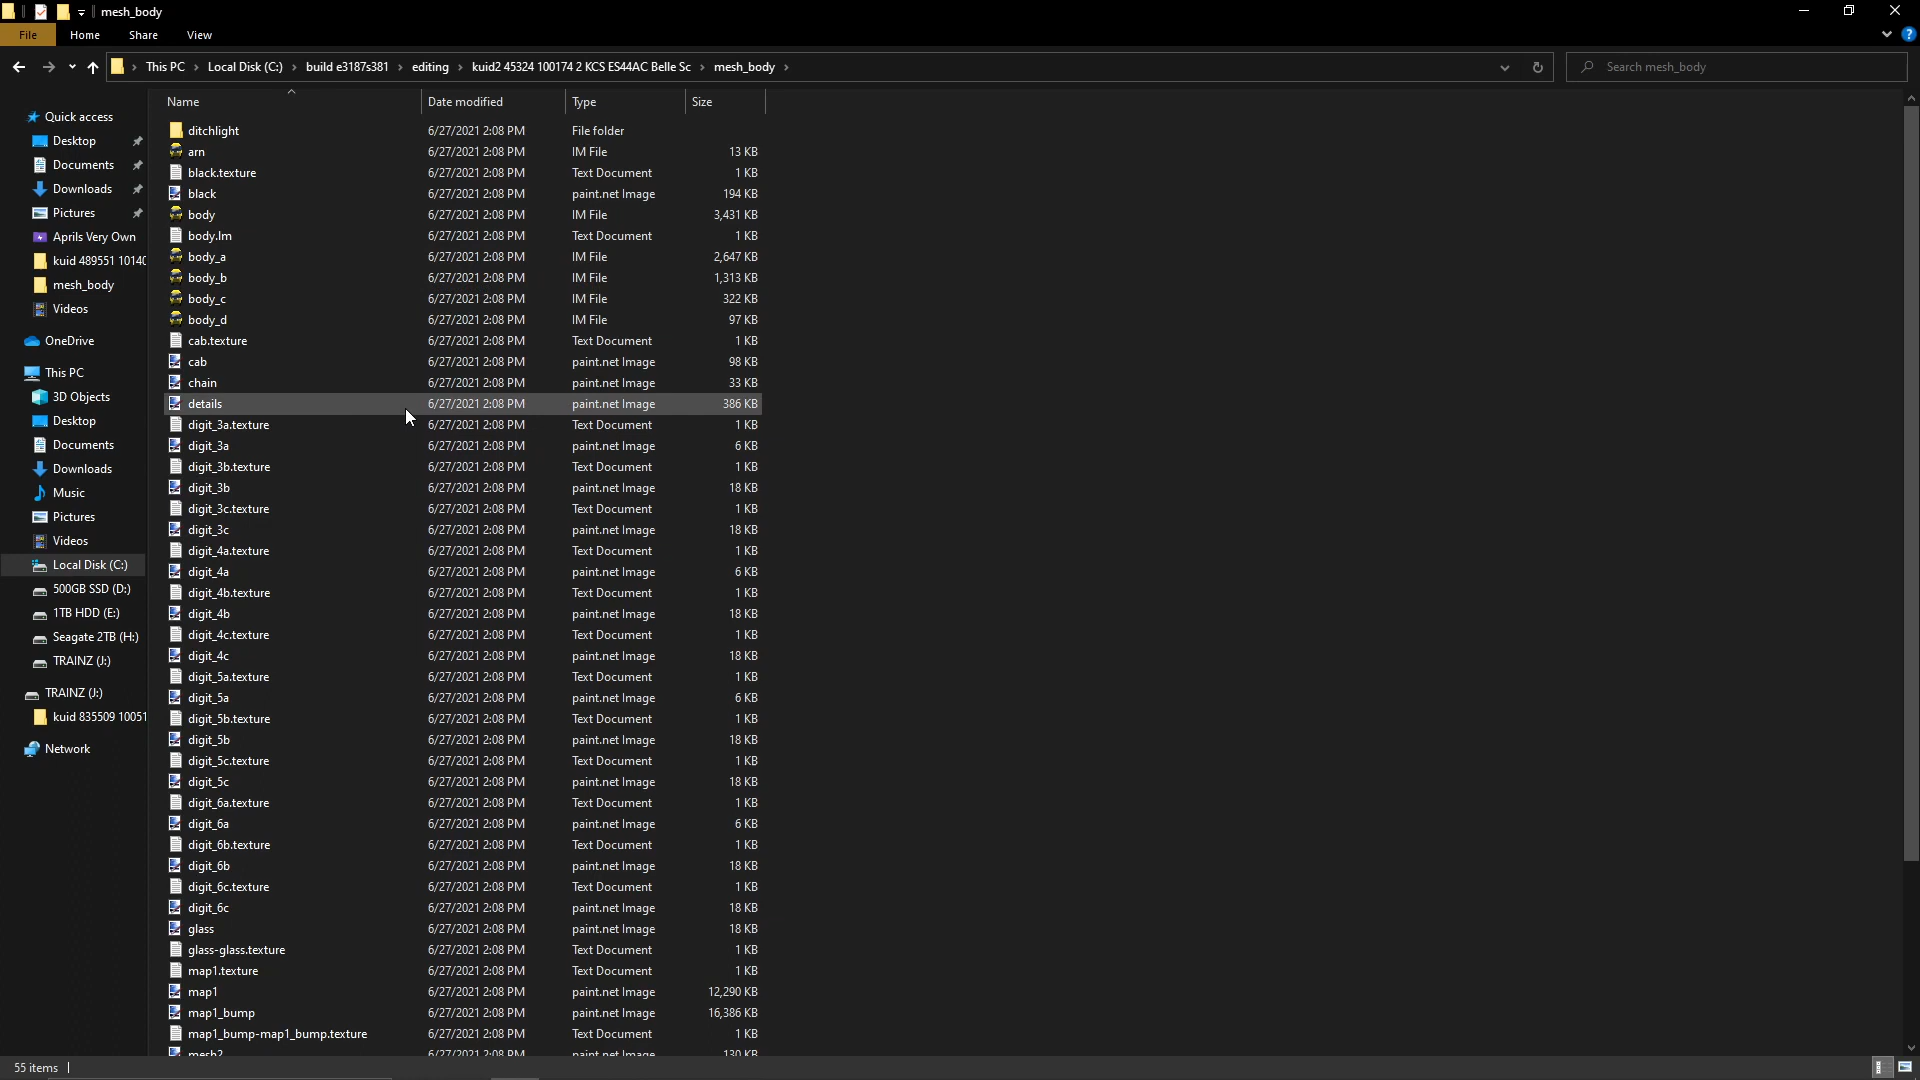 mesh_body
File Home Share View
This PC Local Disk (C:) build e3187s381 editing kuid2 45324 100174 2 KCS ES44AC Belle Sc mesh_body
Search mesh_body
Quick access
Desktop
Documents
Downloads
Pictures
Aprils Very Own
kuid 489551 1014
mesh_body
Videos
OneDrive
This PC
3D Objects
Desktop
Documents
Downloads
Music
Pictures
Videos
Local Disk (C:)
500GB SSD (D:)
1TB HDD (E:)
Seagate 2TB (H:)
TRAINZ (J:)
TRAINZ (J:)
kuid 835509 10051
Network
Name Date modified Type Size
ditchlight 6/27/2021 2:08 PM File folder
arn 6/27/2021 2:08 PM IM File 13 KB
black.texture 6/27/2021 2:08 PM Text Document 1 KB
black 6/27/2021 2:08 PM paint.net Image 194 KB
body 6/27/2021 2:08 PM IM File 3,431 KB
body.lm 6/27/2021 2:08 PM Text Document 1 KB
body_a 6/27/2021 2:08 PM IM File 2,647 KB
body_b 6/27/2021 2:08 PM IM File 1,313 KB
body_c 6/27/2021 2:08 PM IM File 322 KB
body_d 6/27/2021 2:08 PM IM File 97 KB
cab.texture 6/27/2021 2:08 PM Text Document 1 KB
cab 6/27/2021 2:08 PM paint.net Image 98 KB
chain 6/27/2021 2:08 PM paint.net Image 33 KB
details 6/27/2021 2:08 PM paint.net Image 386 KB
digit_3a.texture 6/27/2021 2:08 PM Text Document 1 KB
digit_3a 6/27/2021 2:08 PM paint.net Image 6 KB
digit_3b.texture 6/27/2021 2:08 PM Text Document 1 KB
digit_3b 6/27/2021 2:08 PM paint.net Image 18 KB
digit_3c.texture 6/27/2021 2:08 PM Text Document 1 KB
digit_3c 6/27/2021 2:08 PM paint.net Image 18 KB
digit_4a.texture 6/27/2021 2:08 PM Text Document 1 KB
digit_4a 6/27/2021 2:08 PM paint.net Image 6 KB
digit_4b.texture 6/27/2021 2:08 PM Text Document 1 KB
digit_4b 6/27/2021 2:08 PM paint.net Image 18 KB
digit_4c.texture 6/27/2021 2:08 PM Text Document 1 KB
digit_4c 6/27/2021 2:08 PM paint.net Image 18 KB
digit_5a.texture 6/27/2021 2:08 PM Text Document 1 KB
digit_5a 6/27/2021 2:08 PM paint.net Image 6 KB
digit_5b.texture 6/27/2021 2:08 PM Text Document 1 KB
digit_5b 6/27/2021 2:08 PM paint.net Image 18 KB
digit_5c.texture 6/27/2021 2:08 PM Text Document 1 KB
digit_5c 6/27/2021 2:08 PM paint.net Image 18 KB
digit_6a.texture 6/27/2021 2:08 PM Text Document 1 KB
digit_6a 6/27/2021 2:08 PM paint.net Image 6 KB
digit_6b.texture 6/27/2021 2:08 PM Text Document 1 KB
digit_6b 6/27/2021 2:08 PM paint.net Image 18 KB
digit_6c.texture 6/27/2021 2:08 PM Text Document 1 KB
digit_6c 6/27/2021 2:08 PM paint.net Image 18 KB
glass 6/27/2021 2:08 PM paint.net Image 18 KB
glass-glass.texture 6/27/2021 2:08 PM Text Document 1 KB
map1.texture 6/27/2021 2:08 PM Text Document 1 KB
map1 6/27/2021 2:08 PM paint.net Image 12,290 KB
map1_bump 6/27/2021 2:08 PM paint.net Image 16,386 KB
map1_bump-map1_bump.texture 6/27/2021 2:08 PM Text Document 1 KB
mesh2 6/27/2021 2:08 PM paint.net Image 130 KB
55 items